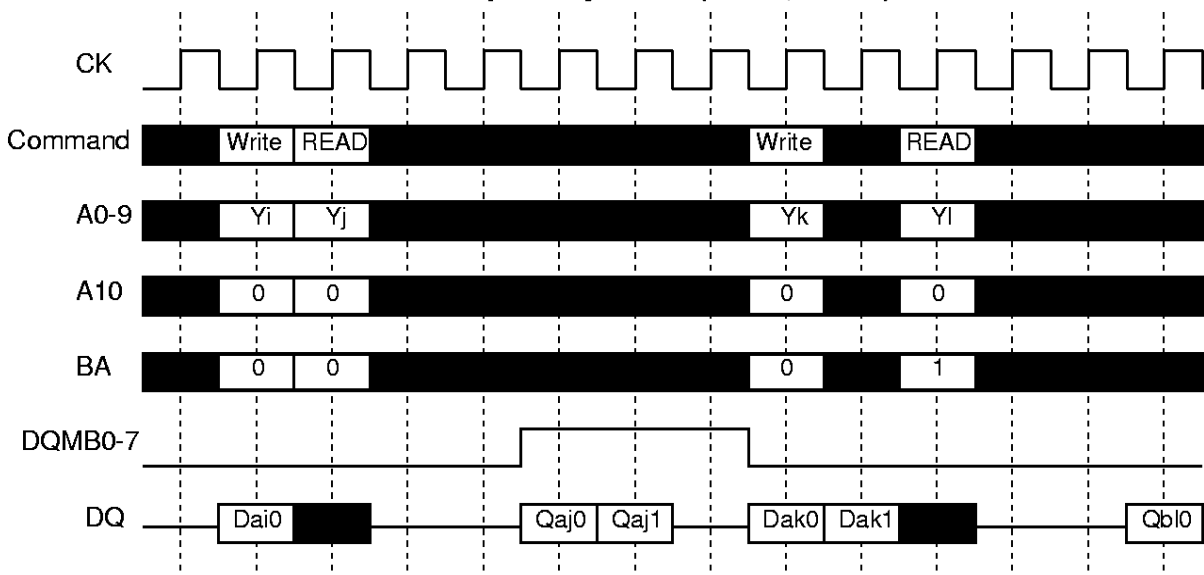 CK
Command Write READ Write READ
A0-9 Yi Yj Yk Yl
A10 0 0 0 0
BA 0 0 0 1
DQMB0-7
DQ Dai0 Qaj0 Qaj1 Dak0 Dak1 Qbl0